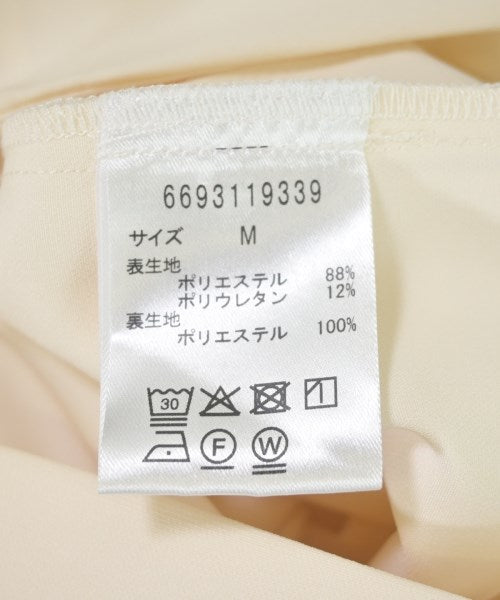 6693119339
サイズ M
表生地
ポリエステル 88%
ポリウレタン 12%
裏生地
ポリエステル 100%
30
F W